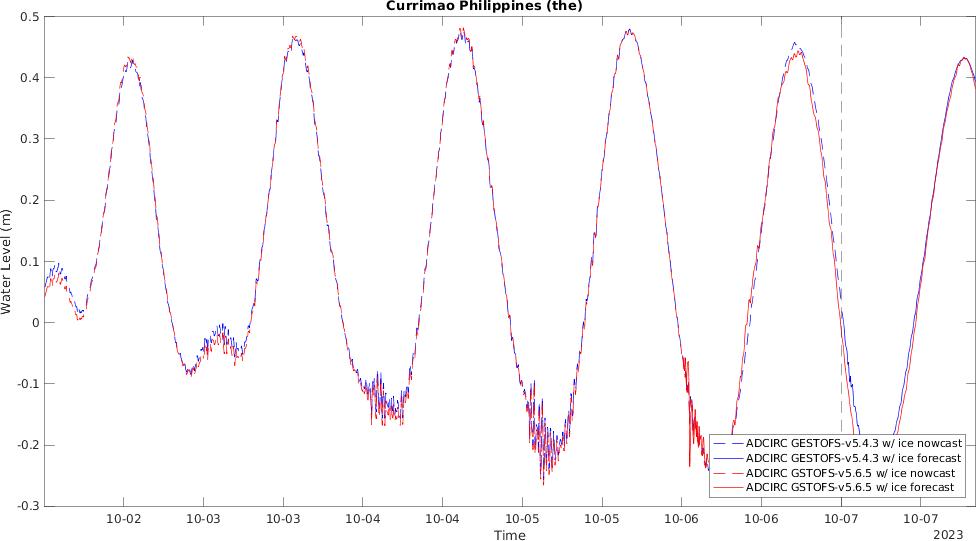 Currimao Philippines (the)
0.5
0.4
0.3
0.2
0.1
0
-0.1
-0.2
-0.3
Water Level (m)
ADCIRC GESTOFS-v5.4.3 w/ ice nowcast
ADCIRC GESTOFS-v5.4.3 w/ ice forecast
ADCIRC GSTOFS-v5.6.5 w/ ice nowcast
ADCIRC GSTOFS-v5.6.5 w/ ice forecast
10-02 10-03 10-03 10-04 10-04 10-05 10-05 10-06 10-06 10-07 10-07
Time
2023